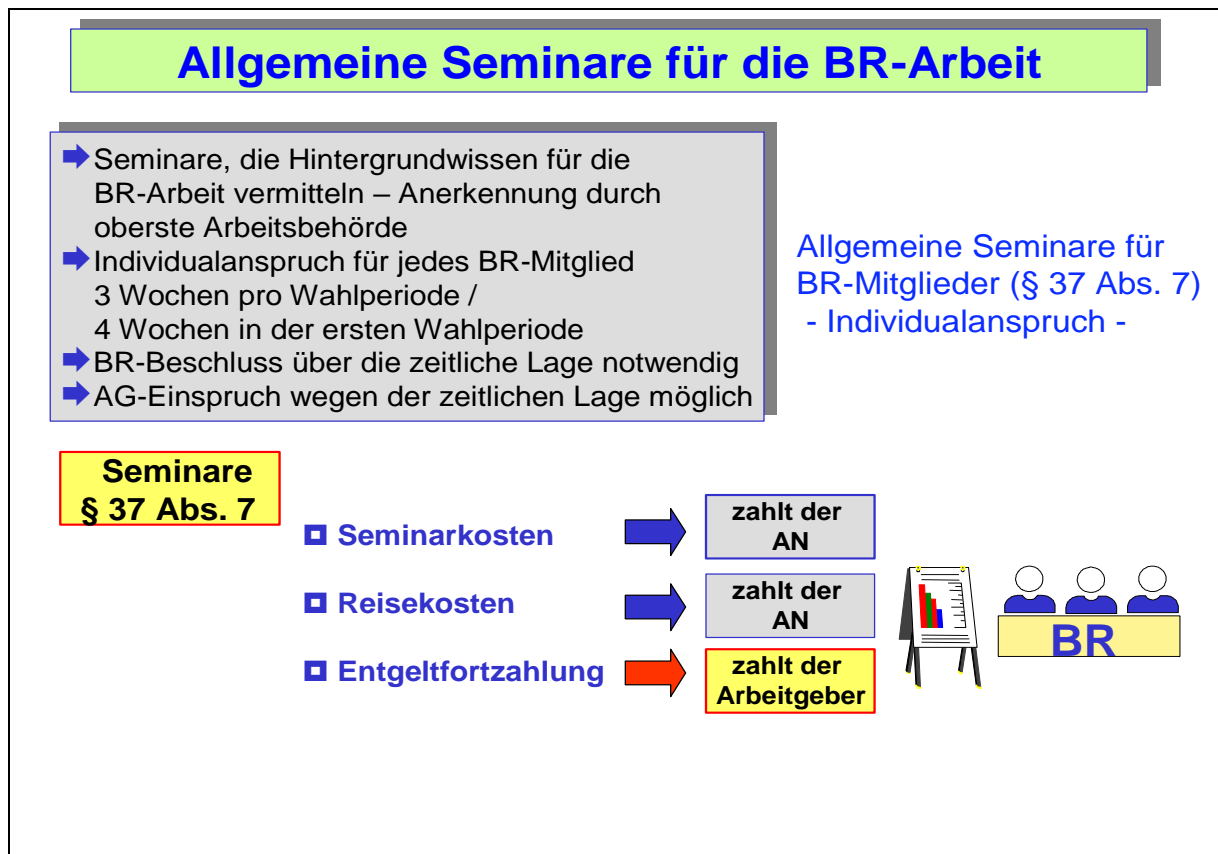 Allgemeine Seminare für die BR-Arbeit
Seminare, die Hintergrundwissen für die
BR-Arbeit vermitteln – Anerkennung durch
oberste Arbeitsbehörde
Individualanspruch für jedes BR-Mitglied
3 Wochen pro Wahlperiode /
4 Wochen in der ersten Wahlperiode
BR-Beschluss über die zeitliche Lage notwendig
AG-Einspruch wegen der zeitlichen Lage möglich
Allgemeine Seminare für
BR-Mitglieder (§ 37 Abs. 7)
- Individualanspruch -
Seminare
§ 37 Abs. 7
Seminarkosten
zahlt der
AN
Reisekosten
zahlt der
AN
Entgeltfortzahlung
zahlt der
Arbeitgeber
BR